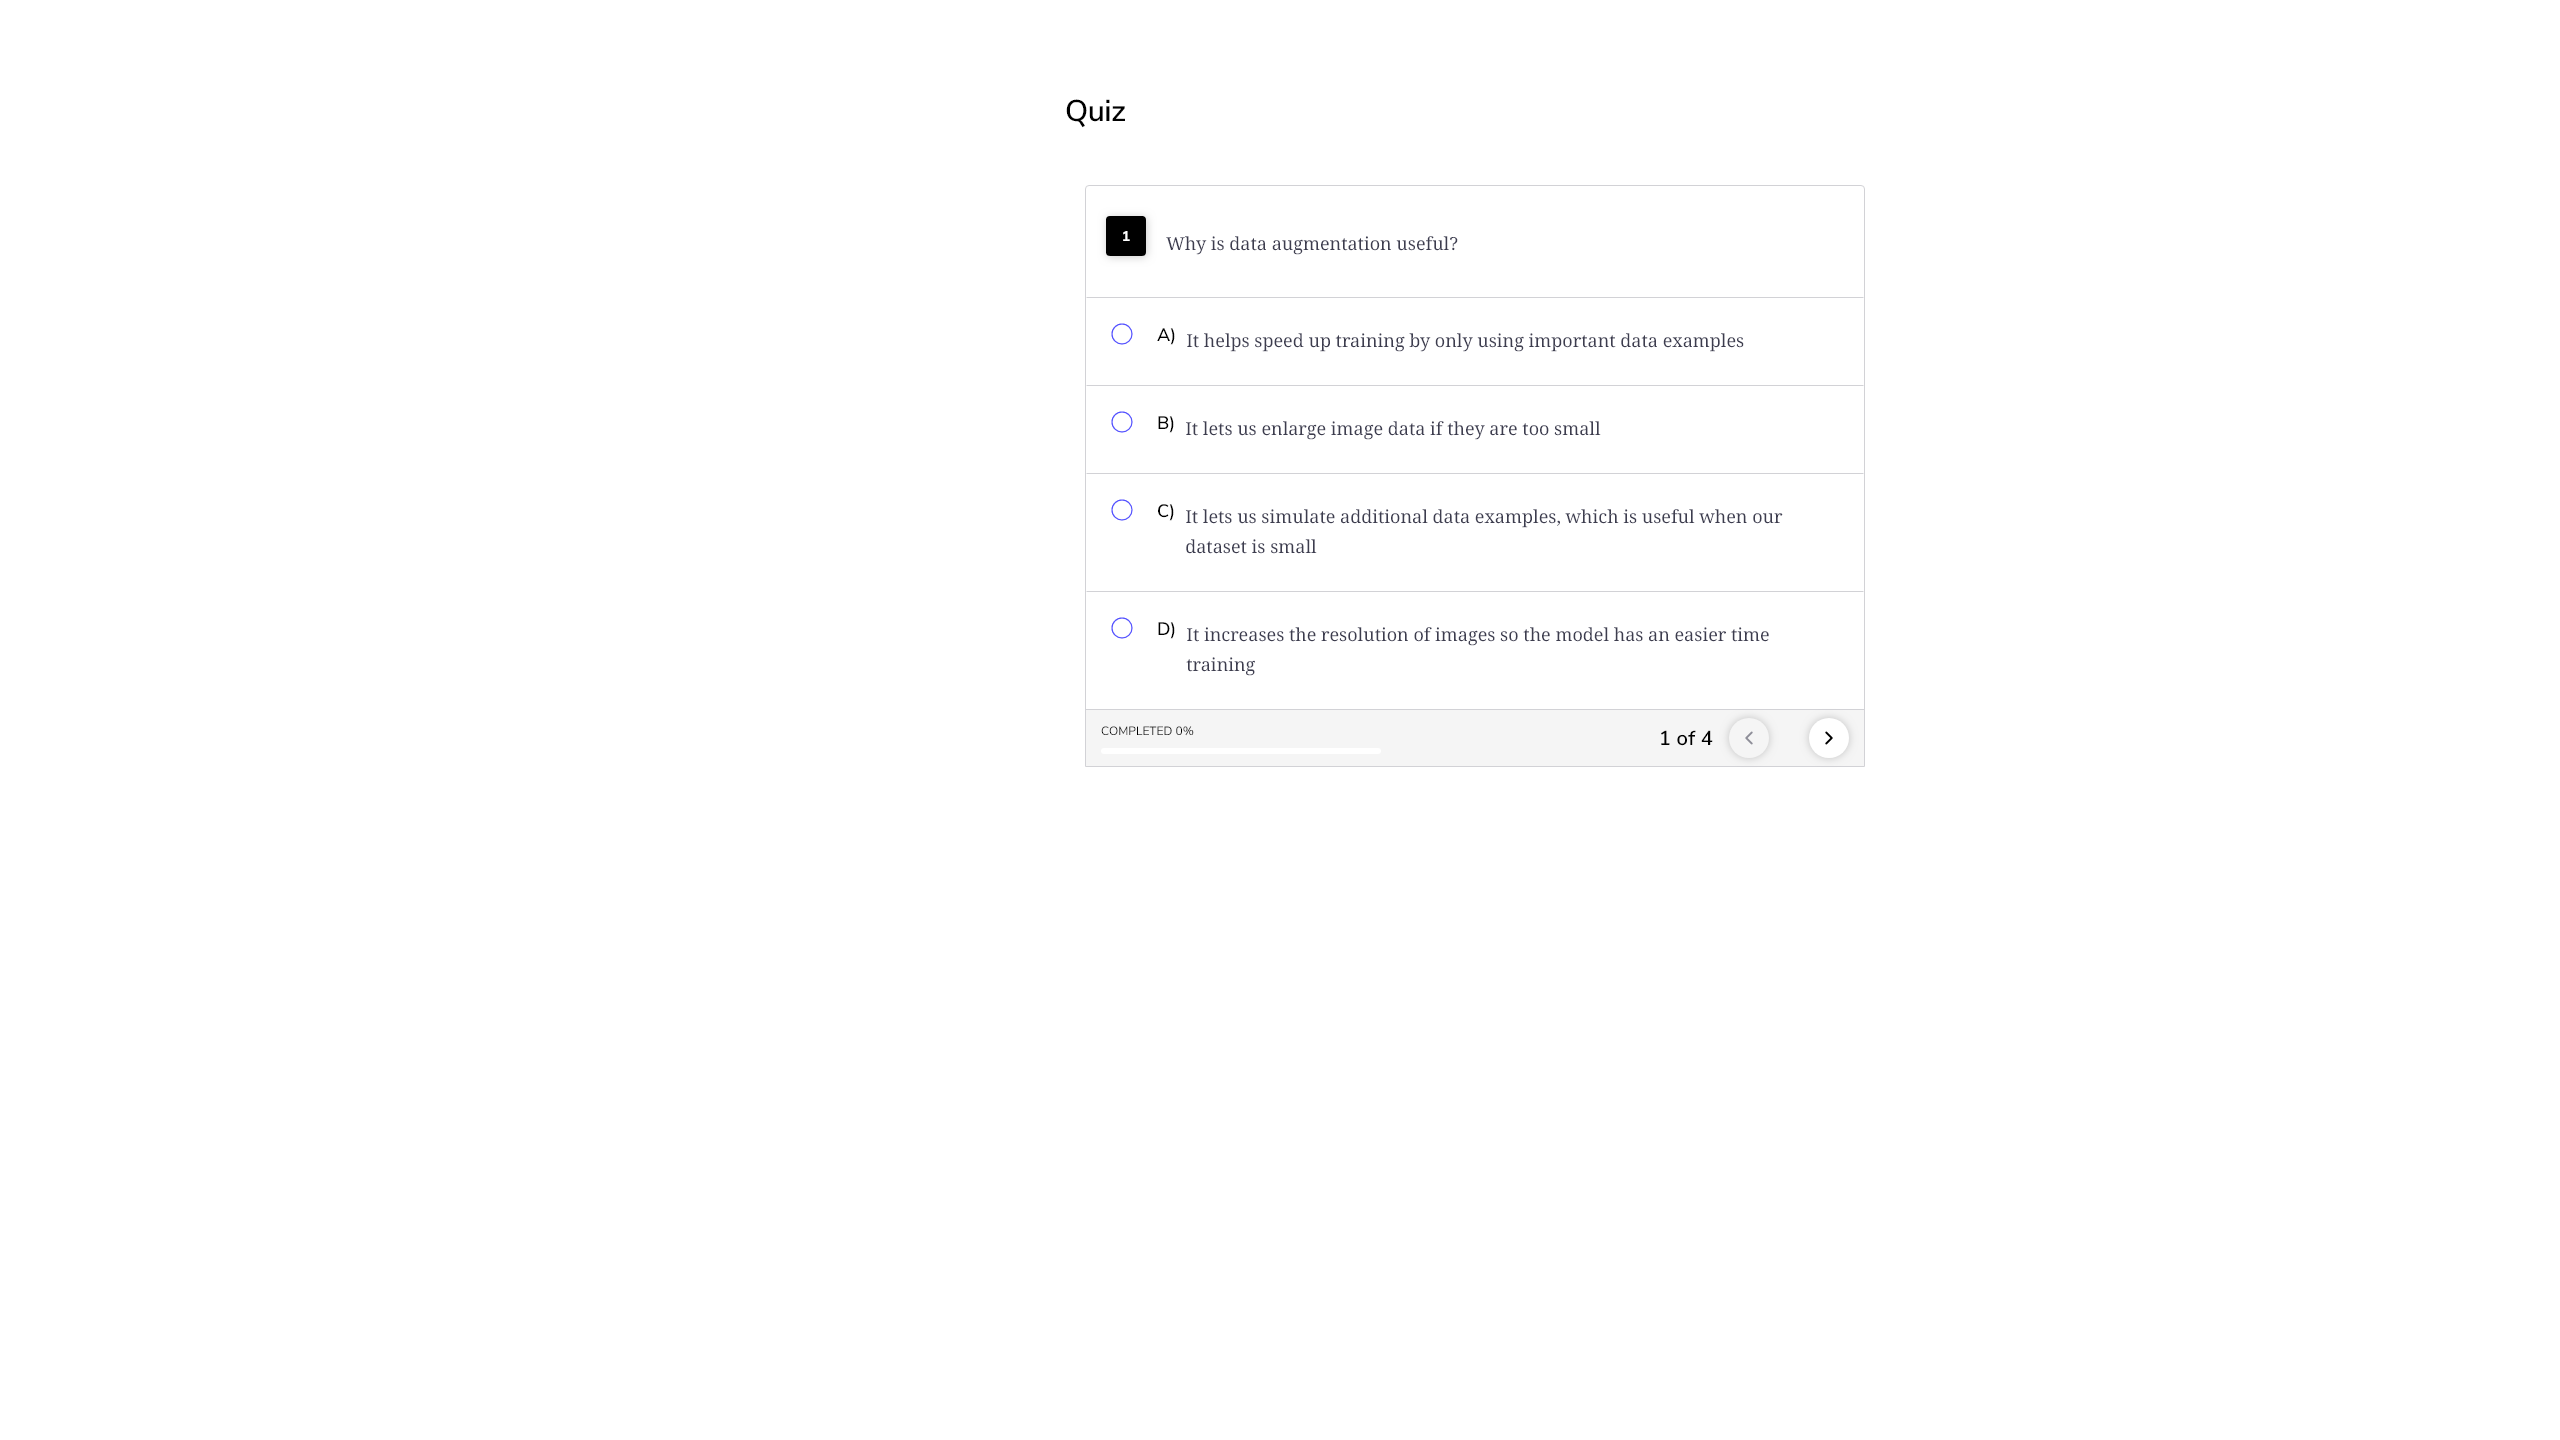 Quiz
1 Why is data augmentation useful?
A) It helps speed up training by only using important data examples
B) It lets us enlarge image data if they are too small
C) It lets us simulate additional data examples, which is useful when our
dataset is small
D) It increases the resolution of images so the model has an easier time
training
COMPLETED 0%
1 of 4